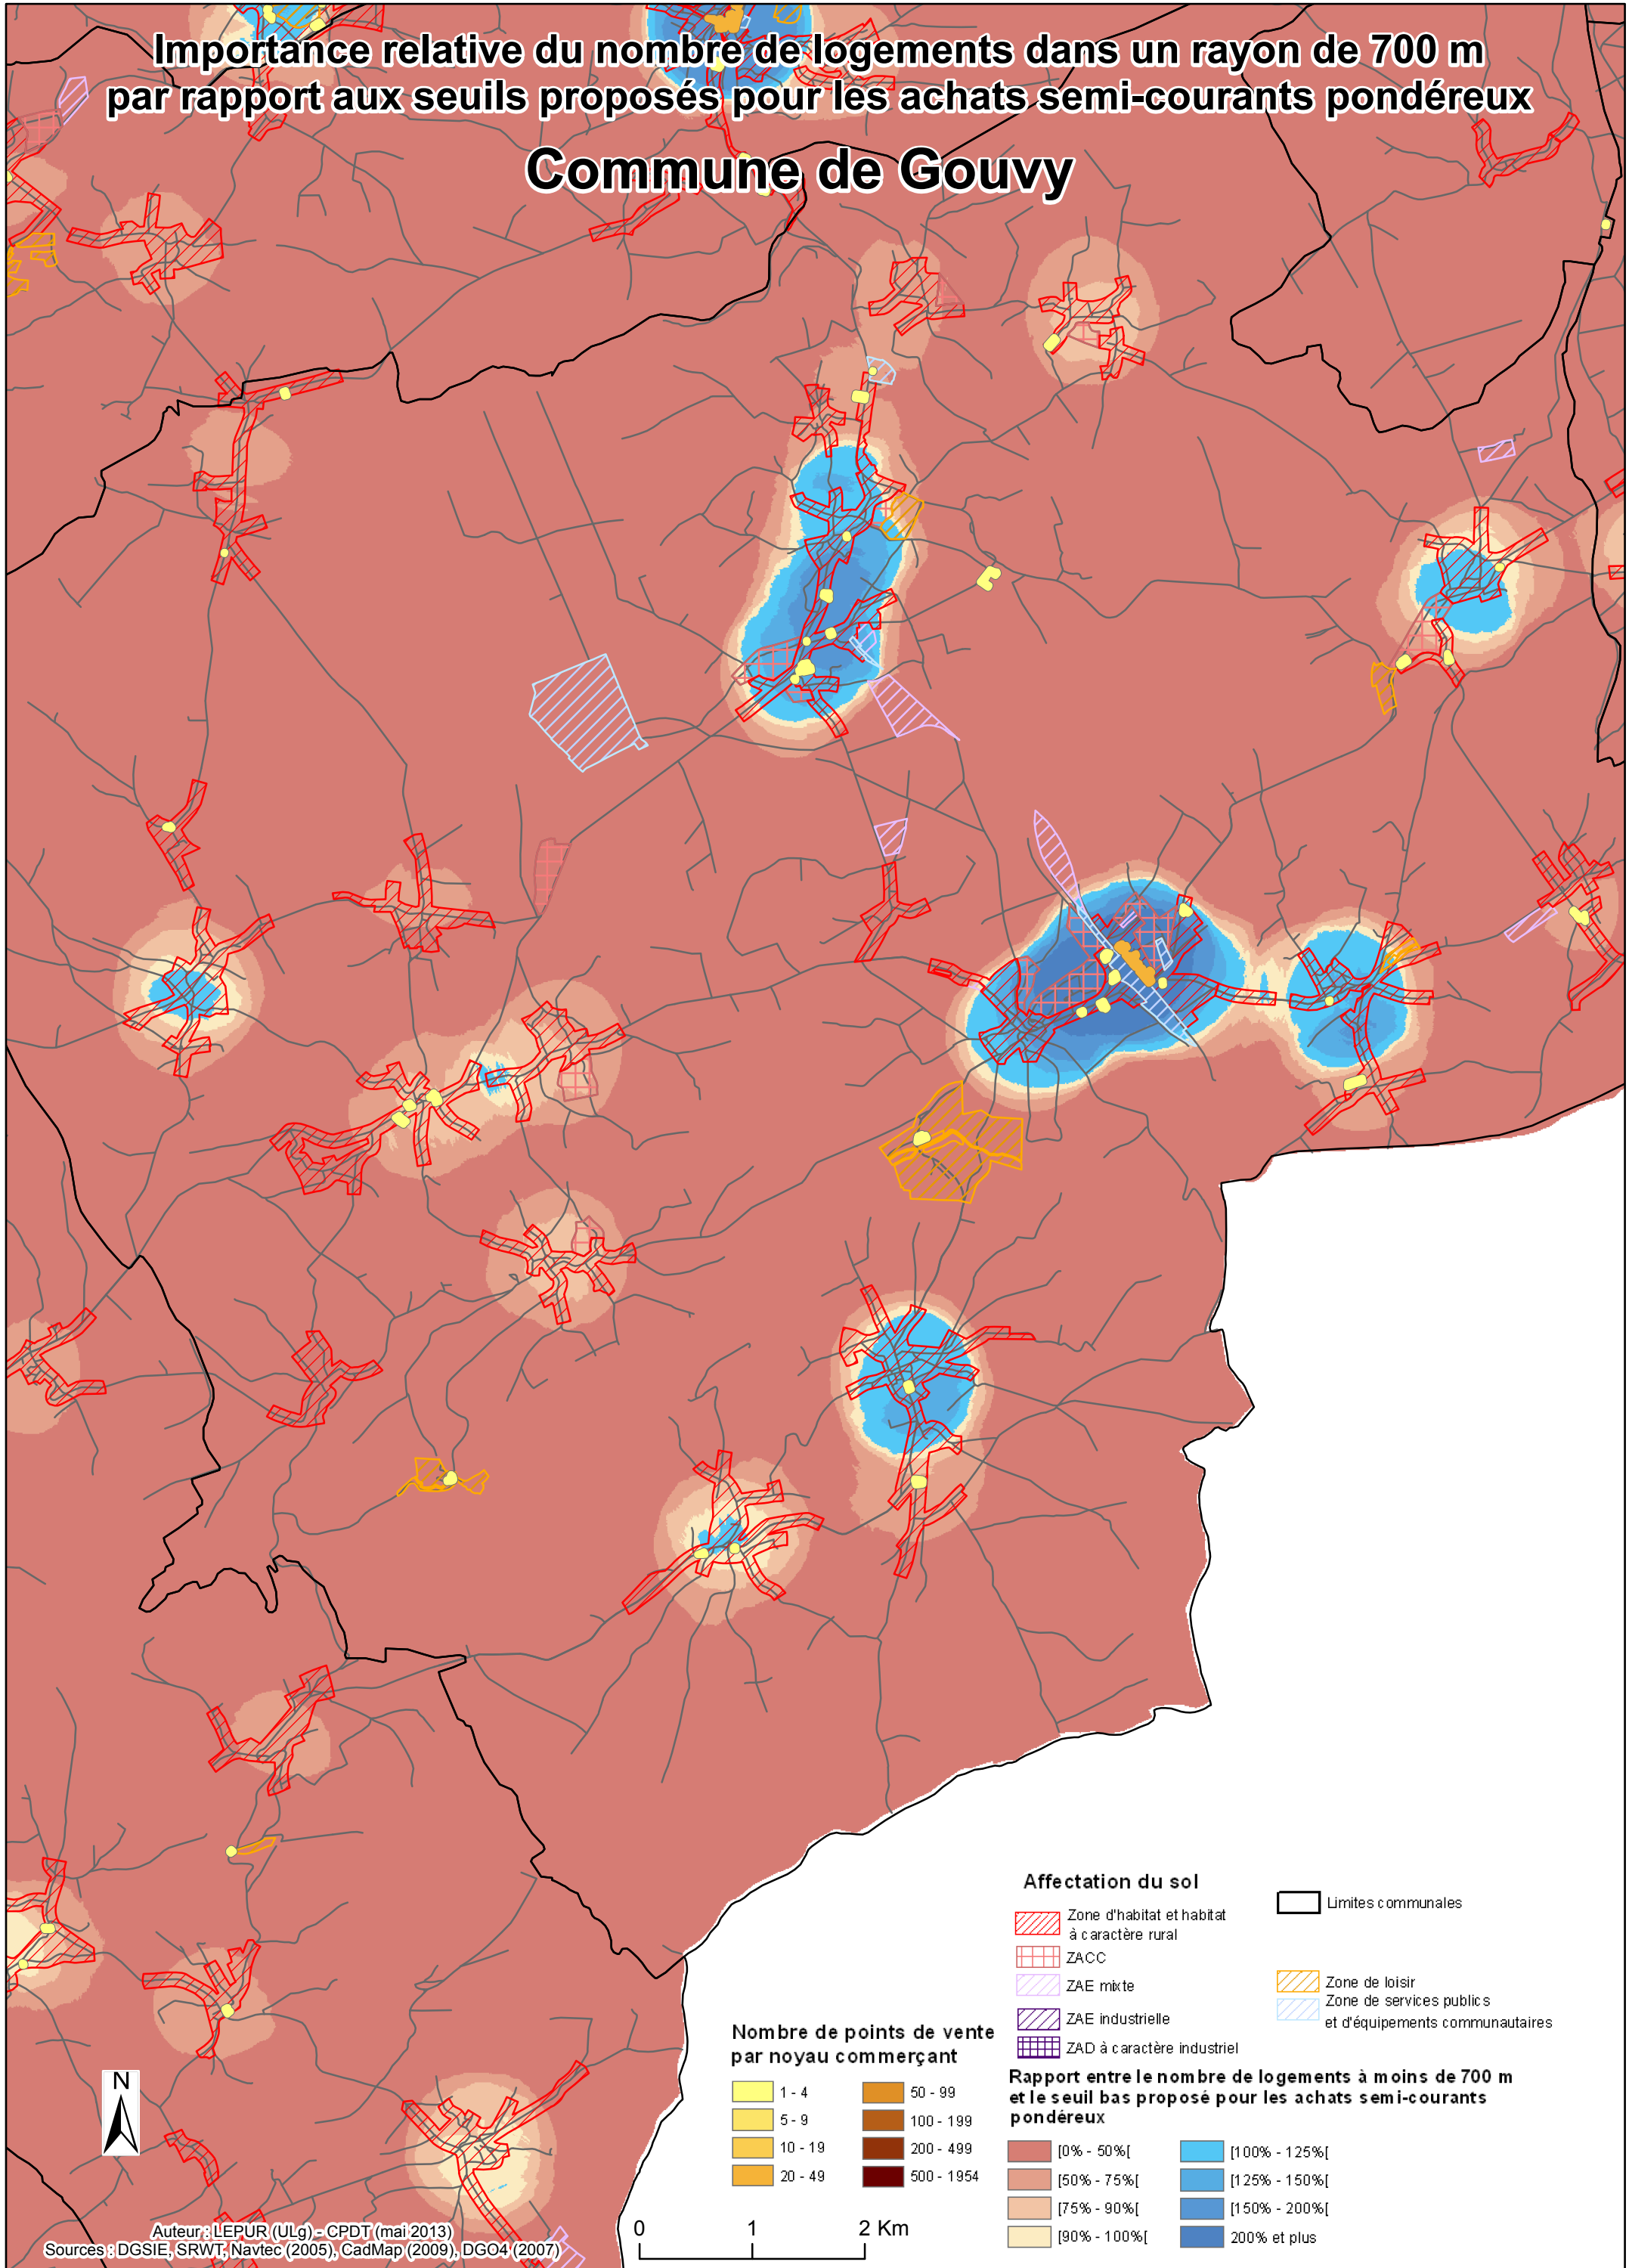 Importance relative du nombre de logements dans un rayon de 700 m
par rapport aux seuils proposés pour les achats semi-courants pondéreux
Commune de Gouvy
Affectation du sol
Zone d'habitat et habitat
à caractère rural
ZACC
ZAE mixte
ZAE industrielle
ZAD à caractère industriel
Limites communales
Zone de loisir
Zone de services publics
et d'équipements communautaires
Nombre de points de vente
par noyau commerçant
1 - 4
5 - 9
10 - 19
20 - 49
50 - 99
100 - 199
200 - 499
500 - 1954
Rapport entre le nombre de logements à moins de 700 m
et le seuil bas proposé pour les achats semi-courants
pondéreux
[0% - 50%[
[50% - 75%[
[75% - 90%[
[90% - 100%[
[100% - 125%[
[125% - 150%[
[150% - 200%[
200% et plus
N
0 1 2 Km
Auteur : LEPUR (ULg) - CPDT (mai 2013)
Sources : DGSIE, SRWT, Navtec (2005), CadMap (2009), DGO4 (2007)